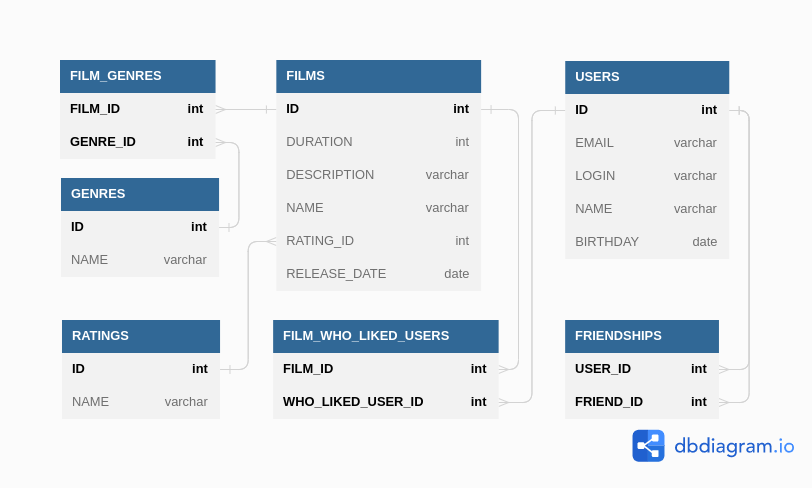 FILM_GENRES
FILM_ID int
GENRE_ID int
GENRES
ID int
NAME varchar
RATINGS
ID int
NAME varchar
FILMS
ID int
DURATION int
DESCRIPTION varchar
NAME varchar
RATING_ID int
RELEASE_DATE date
FILM_WHO_LIKED_USERS
FILM_ID int
WHO_LIKED_USER_ID int
USERS
ID int
EMAIL varchar
LOGIN varchar
NAME varchar
BIRTHDAY date
FRIENDSHIPS
USER_ID int
FRIEND_ID int
dbdiagram.io